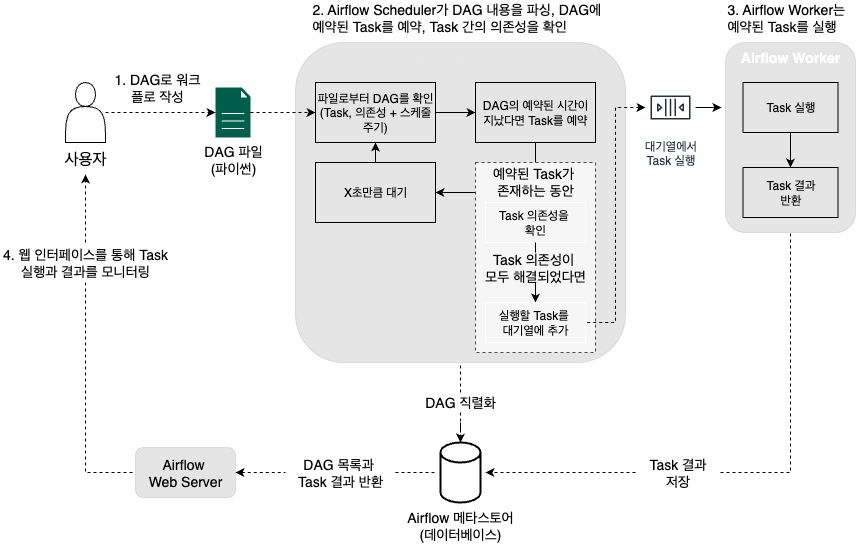 2. Airflow Scheduler가 DAG 내용을 파싱, DAG에
예약된 Task를 예약, Task 간의 의존성을 확인
3. Airflow Worker는
예약된 Task를 실행
Airflow Worker
1. DAG로 워크
플로 작성
사용자
DAG 파일
(파이썬)
파일로부터 DAG를 확인
(Task, 의존성 + 스케줄
주기)
DAG의 예약된 시간이
지났다면 Task를 예약
X초만큼 대기
예약된 Task가
존재하는 동안
Task 의존성을
확인
Task 의존성이
모두 해결되었다면
실행할 Task를
대기열에 추가
대기열에서
Task 실행
Task 실행
Task 결과
반환
4. 웹 인터페이스를 통해 Task
실행과 결과를 모니터링
DAG 직렬화
Airflow
Web Server
DAG 목록과
Task 결과 반환
Task 결과
저장
Airflow 메타스토어
(데이터베이스)